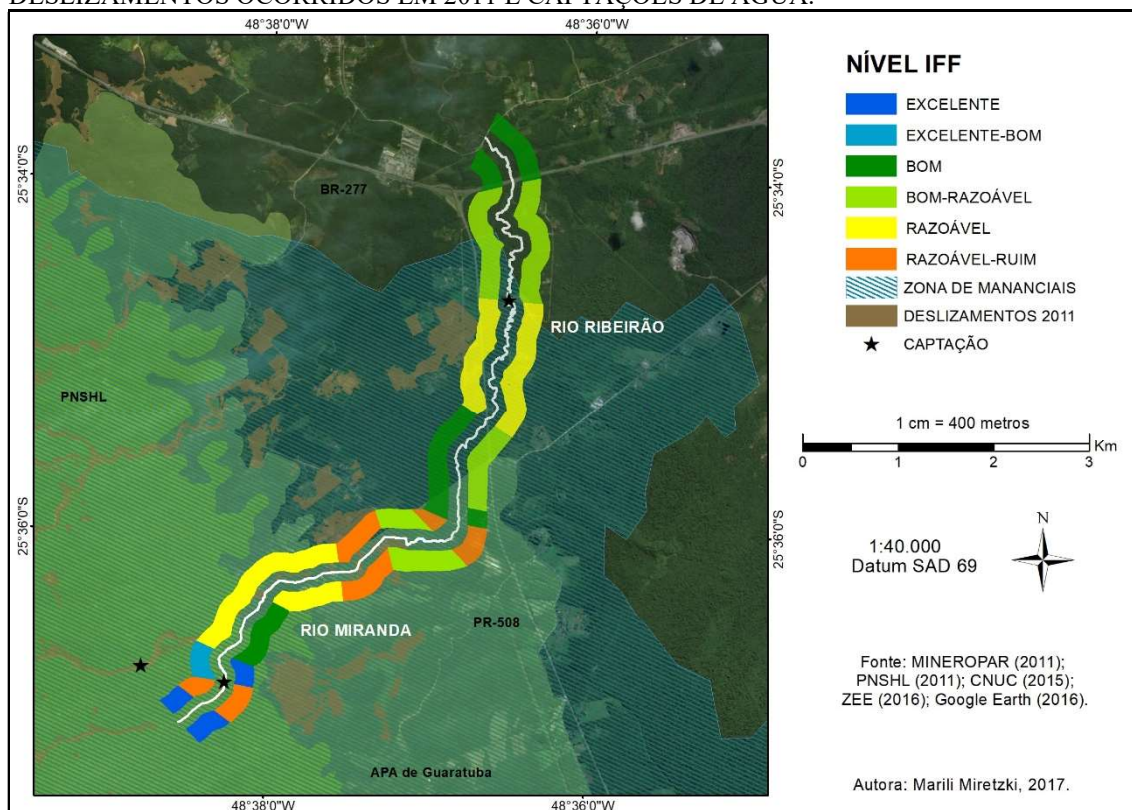 DESLIZAMENTOS OCORRIDOS EM 2011 E CAPTAÇÕES DE ÁGUA.
48°38'0"W
48°36'0"W
NÍVEL IFF
EXCELENTE
EXCELENTE-BOM
BOM
BOM-RAZOÁVEL
RAZOÁVEL
RAZOÁVEL-RUIM
ZONA DE MANANCIAIS
DESLIZAMENTOS 2011
CAPTAÇÃO
25°34'0"S
25°34'0"S
BR-277
RIO RIBEIRÃO
PNSHL
1 cm = 400 metros
Km
0 1 2 3
25°36'0"S
25°36'0"S
N
1:40.000
Datum SAD 69
RIO MIRANDA
PR-508
Fonte: MINEROPAR (2011);
PNSHL (2011); CNUC (2015);
ZEE (2016); Google Earth (2016).
APA de Guaratuba
Autora: Marili Miretzki, 2017.
48°38'0"W
48°36'0"W